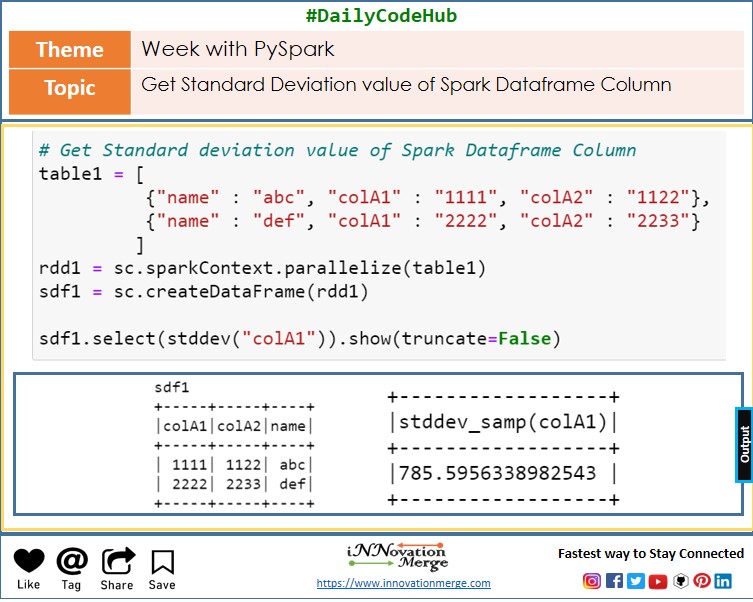 #DailyCodeHub
Theme
Week with PySpark
Topic
Get Standard Deviation value of Spark Dataframe Column
# Get Standard deviation value of Spark Dataframe Column
table1 = [
{"name" : "abc", "colA1" : "1111", "colA2" : "1122"},
{"name" : "def", "colA1" : "2222", "colA2" : "2233"}
]
rdd1 = sc.sparkContext.parallelize(table1)
sdf1 = sc.createDataFrame(rdd1)
sdf1.select(stddev("colA1")).show(truncate=False)
sdf1
+-----+-----+----+
|colA1|colA2|name|
+-----+-----+----+
| 1111| 1122| abc|
| 2222| 2233| def|
+-----+-----+----+
+------------------+
|stddev_samp(colA1)|
+------------------+
|785.5956338982543 |
+------------------+
Output
Like
Tag
Share
Save
iNNovation
Merge
https://www.innovationmerge.com
Fastest way to Stay Connected